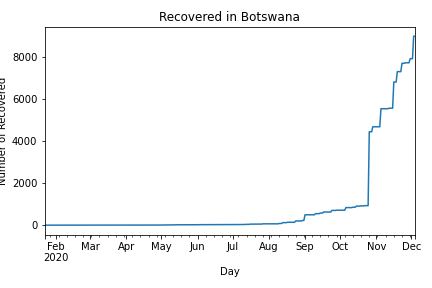 Recovered in Botswana
Number of Recovered
8000
6000
4000
2000
0
Feb Mar Apr May Jun Jul Aug Sep Oct Nov Dec
2020
Day